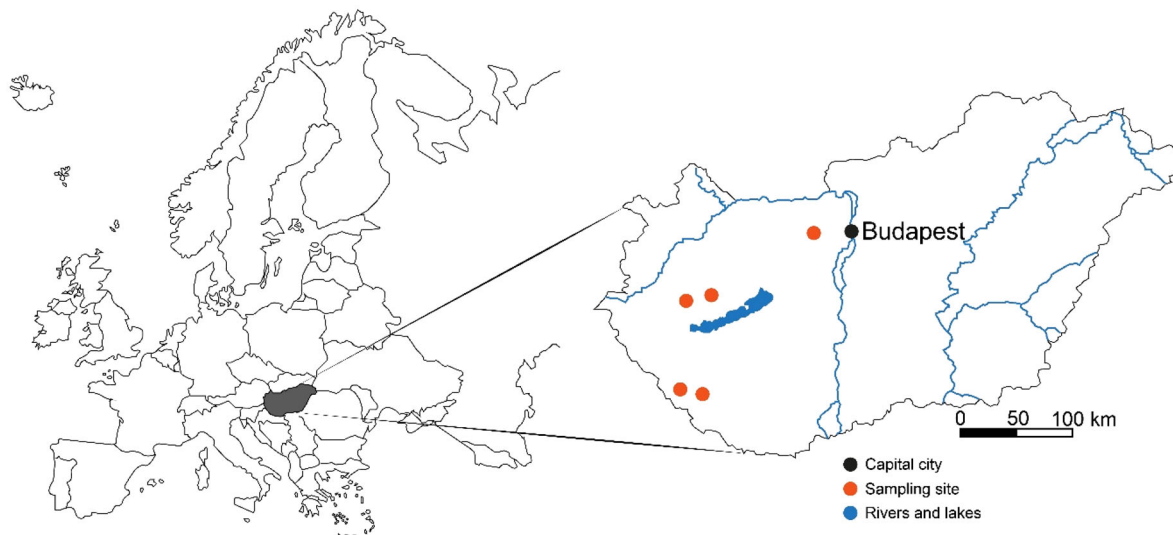 Budapest
0 50 100 km
Capital city
Sampling site
Rivers and lakes